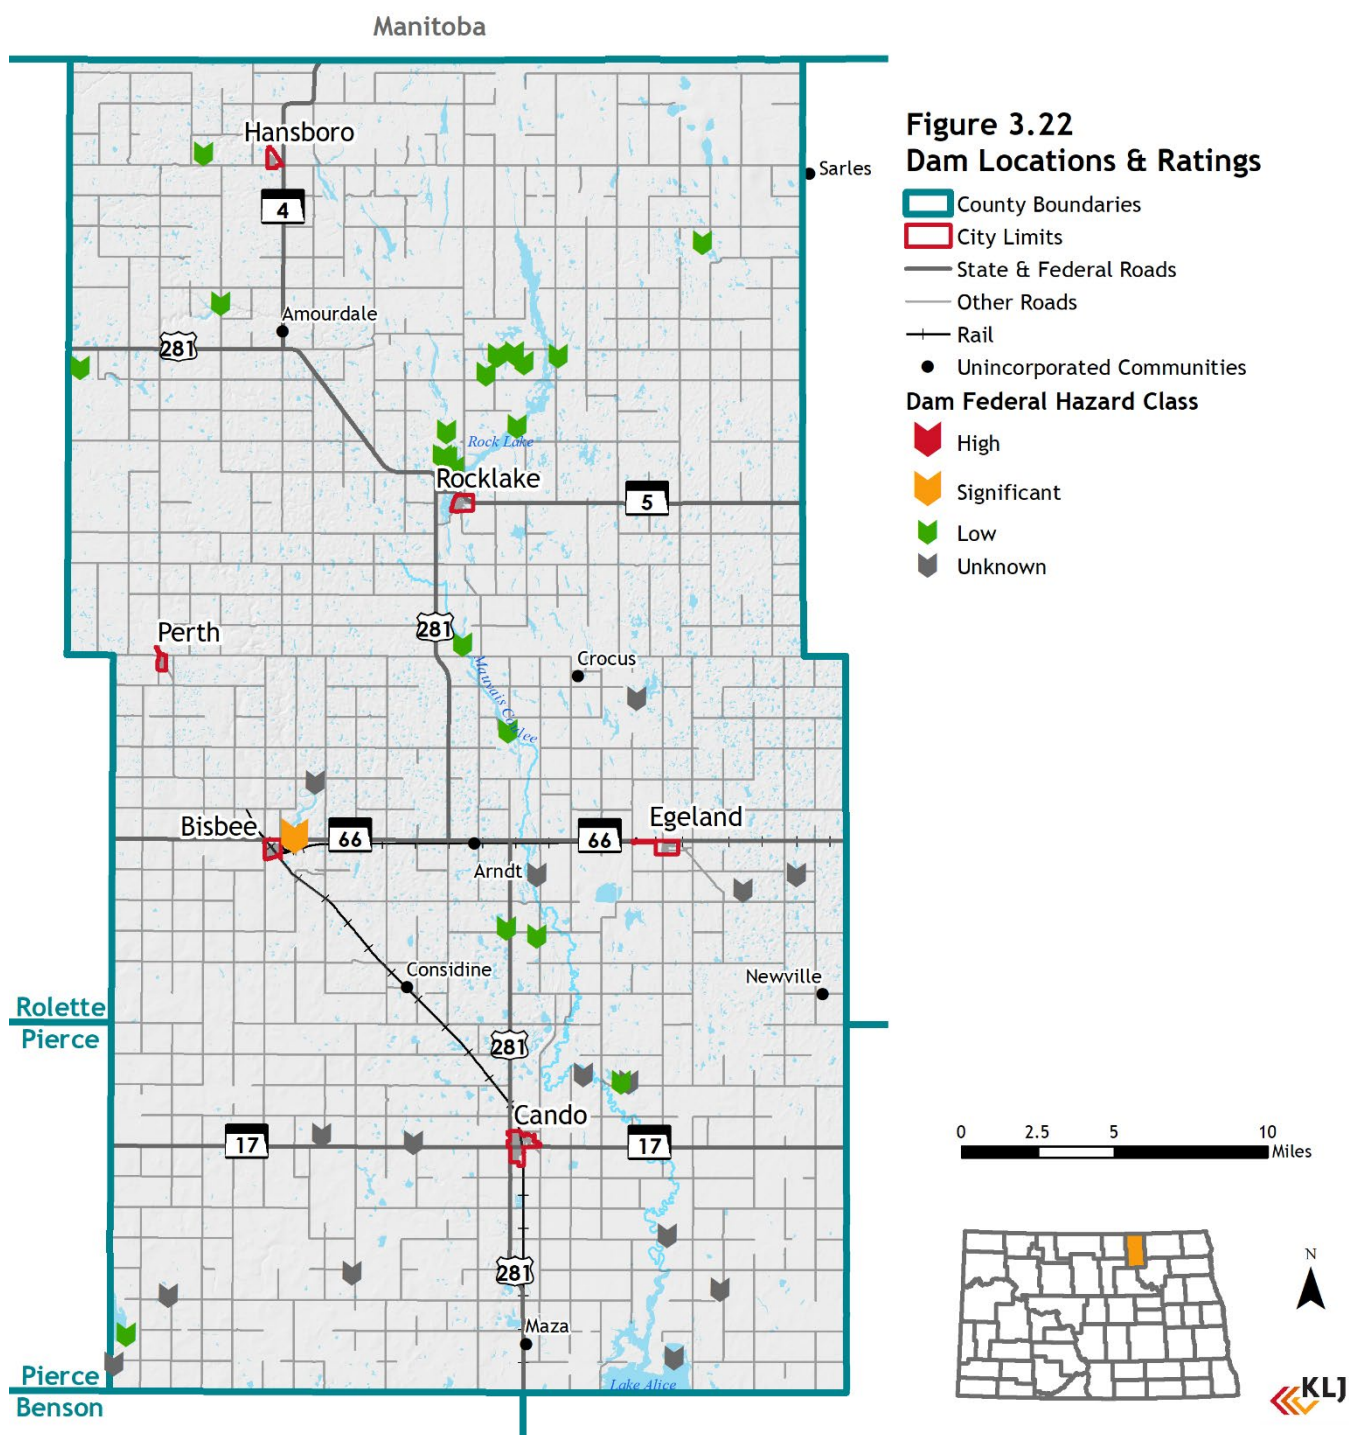 Manitoba
Figure 3.22
Dam Locations & Ratings
County Boundaries
City Limits
State & Federal Roads
Other Roads
Rail
Unincorporated Communities
Dam Federal Hazard Class
High
Significant
Low
Unknown
Hansboro
Sarles
4
Amourdale
281
Rock Lake
Rocklake
5
281
Perth
Crocus
Mauvais Coulee
Bisbee
66
66
Egeland
Arndt
Considine
Newville
Rolette
Pierce
281
Cando
17
17
281
Maza
Pierce
Benson
Lake Alice
0 2.5 5 10
Miles
N
KLJ